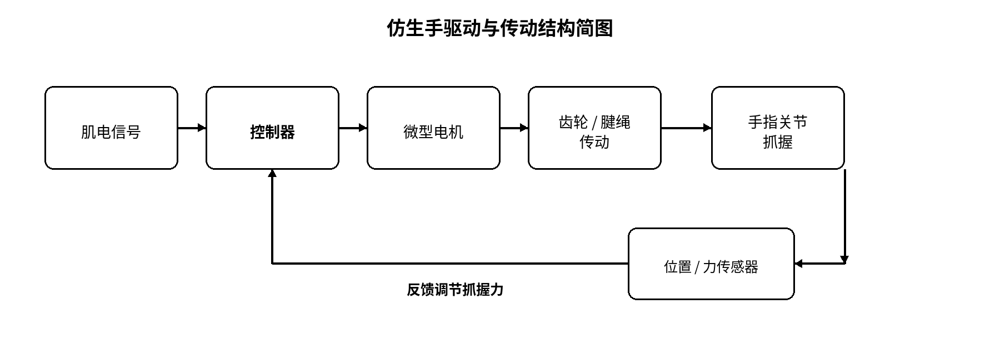 仿生手驱动与传动结构简图
肌电信号
控制器
微型电机
齿轮 / 腱绳
传动
手指关节
抓握
位置 / 力传感器
反馈调节抓握力